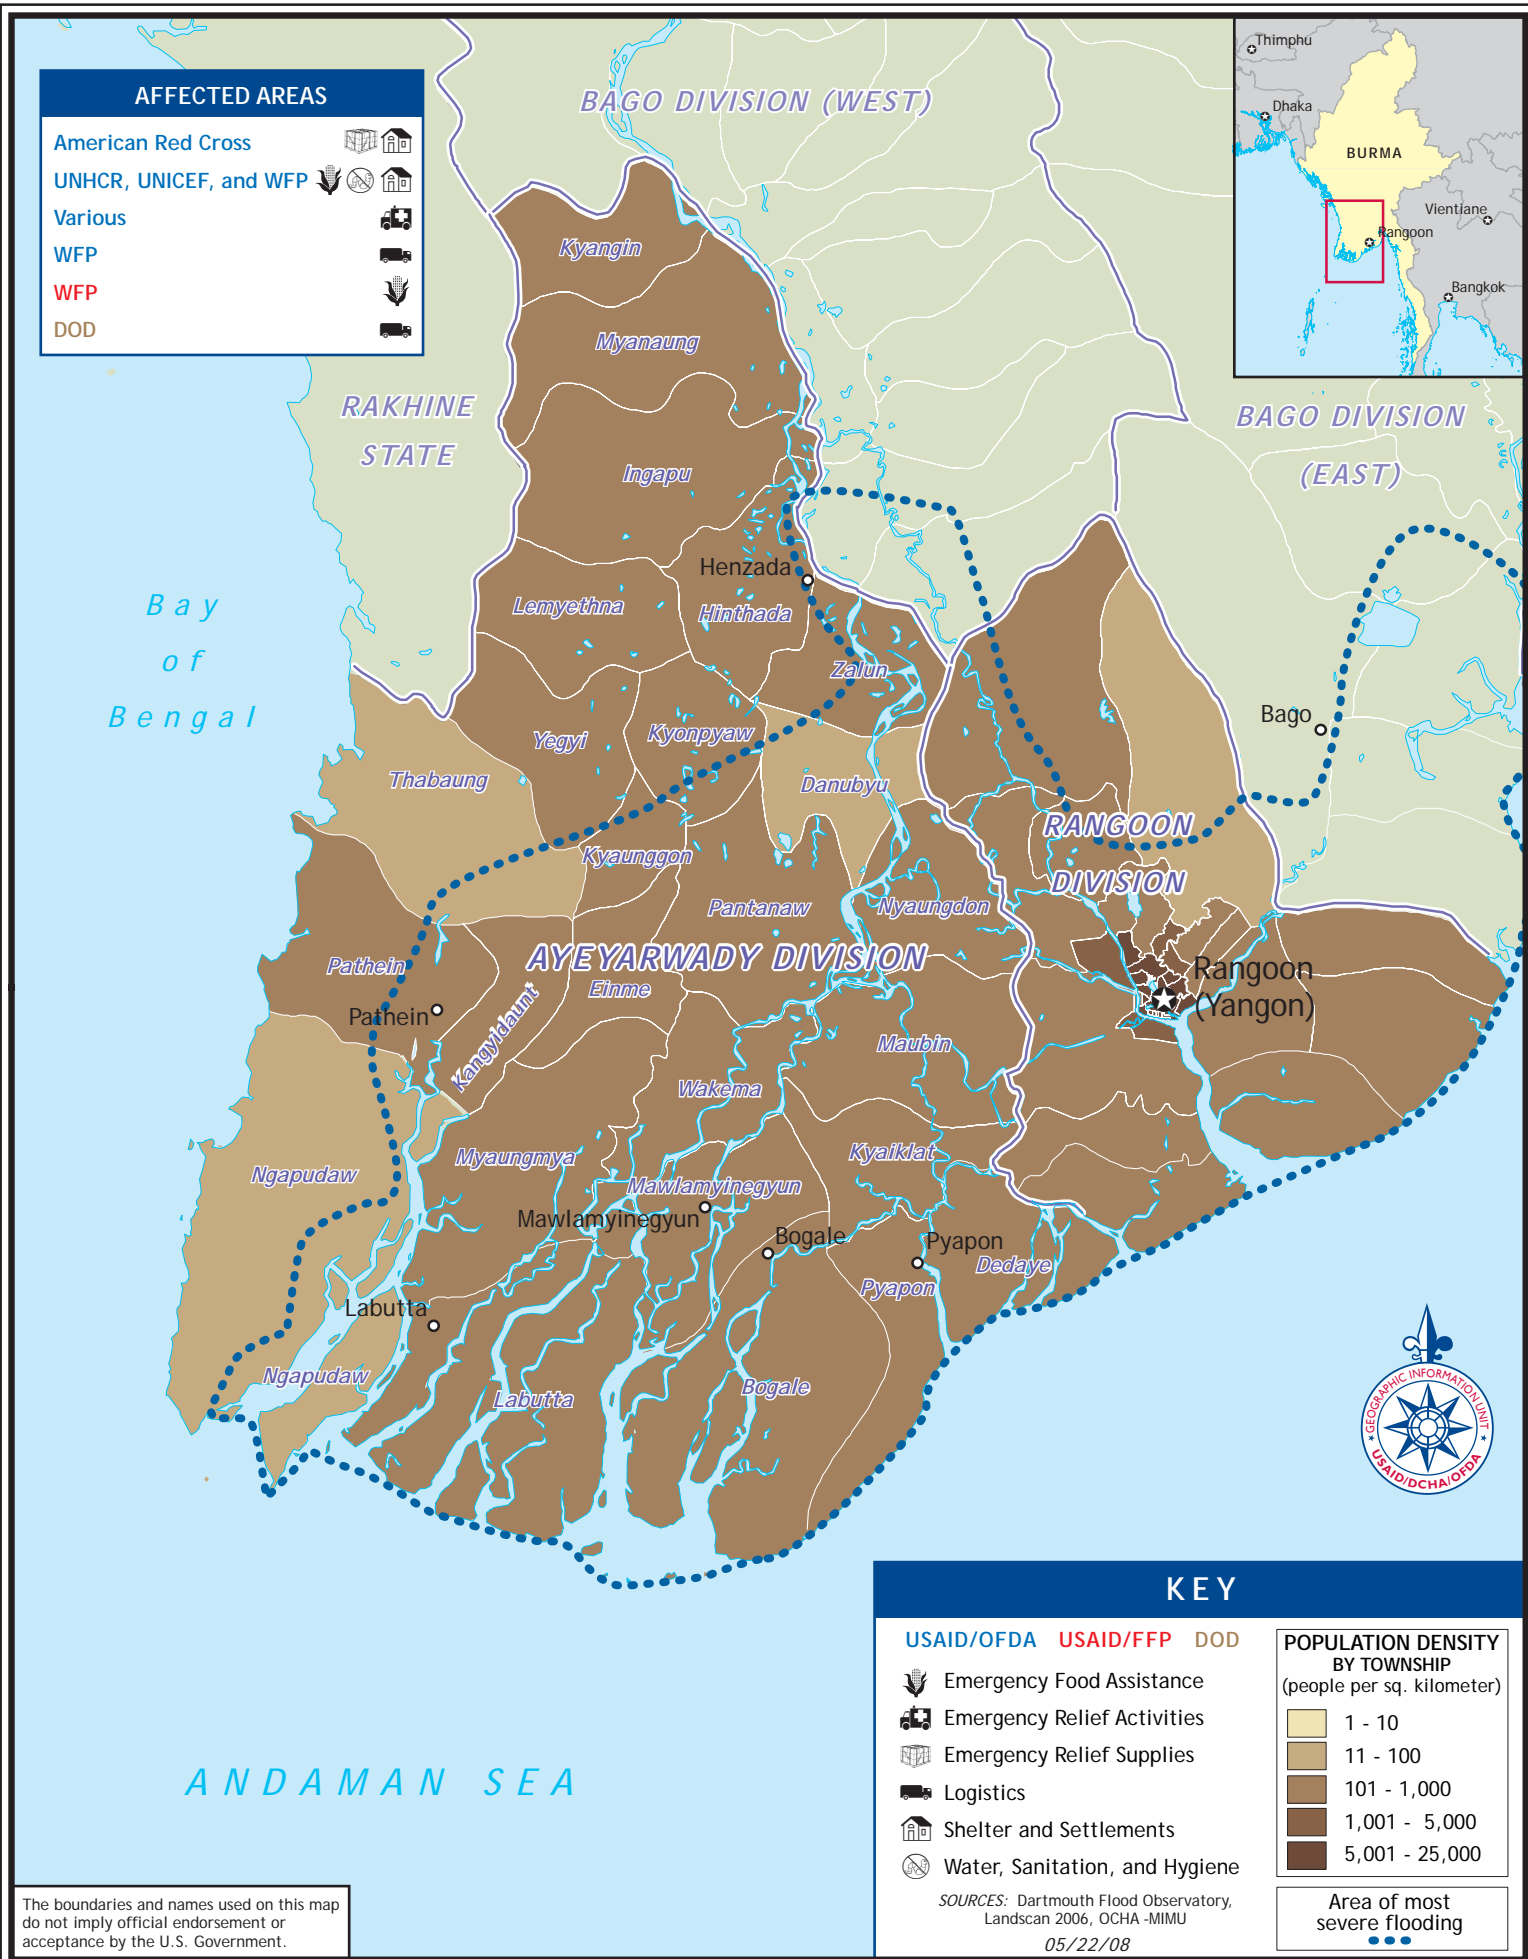 AFFECTED AREAS
American Red Cross
UNHCR, UNICEF, and WFP
Various
WFP
WFP
DOD
BAGO DIVISION (WEST)
Thimphu
Dhaka
BURMA
Vientiane
Rangoon
Bangkok
Kyangin
Myanaung
RAKHINE
STATE
BAGO DIVISION
(EAST)
Ingapu
Henzada
Lemyethna
Hinthada
Bay
of
Bengal
Zalun
Bago
Yegyi
Kyonpyaw
Thabaung
Danubyu
RANGOON
DIVISION
Kyaunggon
Pantanaw
Nyaungdon
AYEYARWADY DIVISION
Pathein
Einme
Rangoon
(Yangon)
Pathein
Kangyidaunt
Maubin
Wakema
Kyaiklat
Myaungmya
Ngapudaw
Mawlamyinegyun
Mawlamyinegyun
Bogale
Pyapon
Dedaye
Pyapon
Labutta
Ngapudaw
Labutta
Bogale
GEOGRAPHIC INFORMATION UNIT
USAID/DCHA/OFDA
ANDAMAN SEA
KEY
USAID/OFDA USAID/FFP DOD
Emergency Food Assistance
Emergency Relief Activities
Emergency Relief Supplies
Logistics
Shelter and Settlements
Water, Sanitation, and Hygiene
SOURCES: Dartmouth Flood Observatory,
Landscan 2006, OCHA -MIMU
05/22/08
POPULATION DENSITY
BY TOWNSHIP
(people per sq. kilometer)
1 - 10
11 - 100
101 - 1,000
1,001 - 5,000
5,001 - 25,000
Area of most
severe flooding
The boundaries and names used on this map
do not imply official endorsement or
acceptance by the U.S. Government.